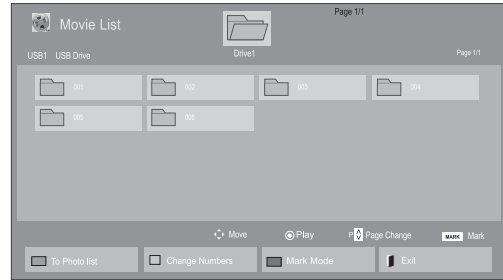 Page 1/1
Movie List
Drive1
USB1 USB Drive
Page 1/1
001 002 003 004
005 006
Move Play P Page Change MARK Mark
To Photo list Change Numbers Mark Mode Exit